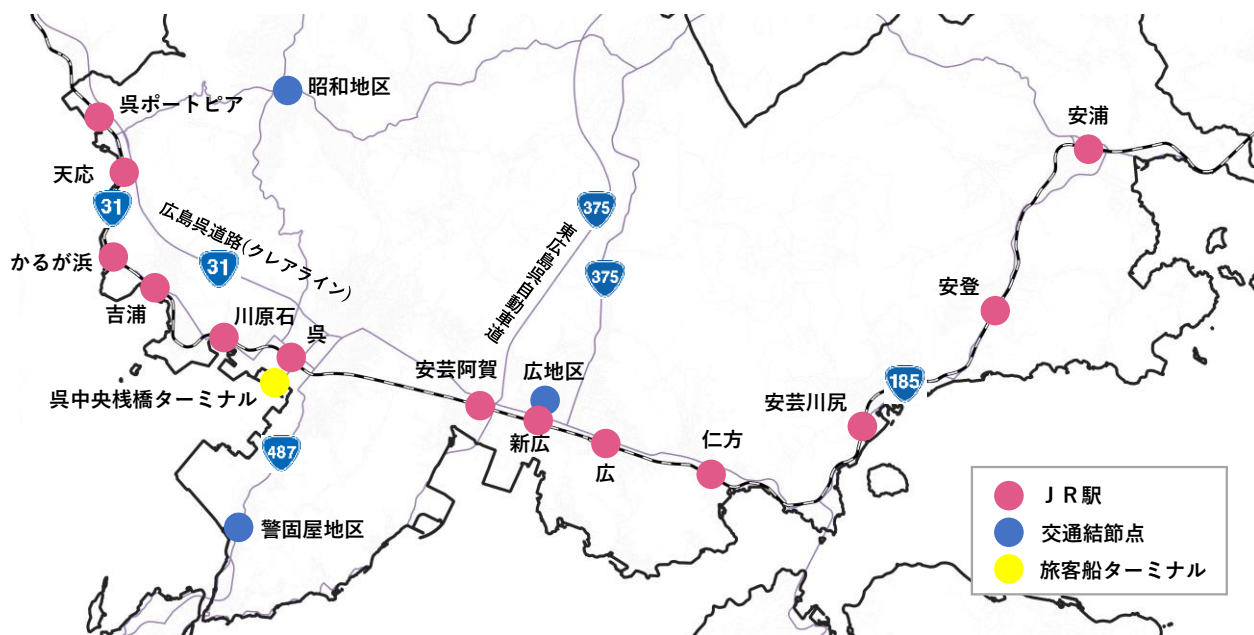 昭和地区
呉ポートピア
安浦
天応
31
375
広島呉道路(クレアライン)
東広島呉自動車道
かるが浜
31
375
吉浦
川原石
呉
安登
安芸阿賀
広地区
185
呉中央桟橋ターミナル
安芸川尻
新広
広
仁方
487
警固屋地区
ＪＲ駅
交通結節点
旅客船ターミナル